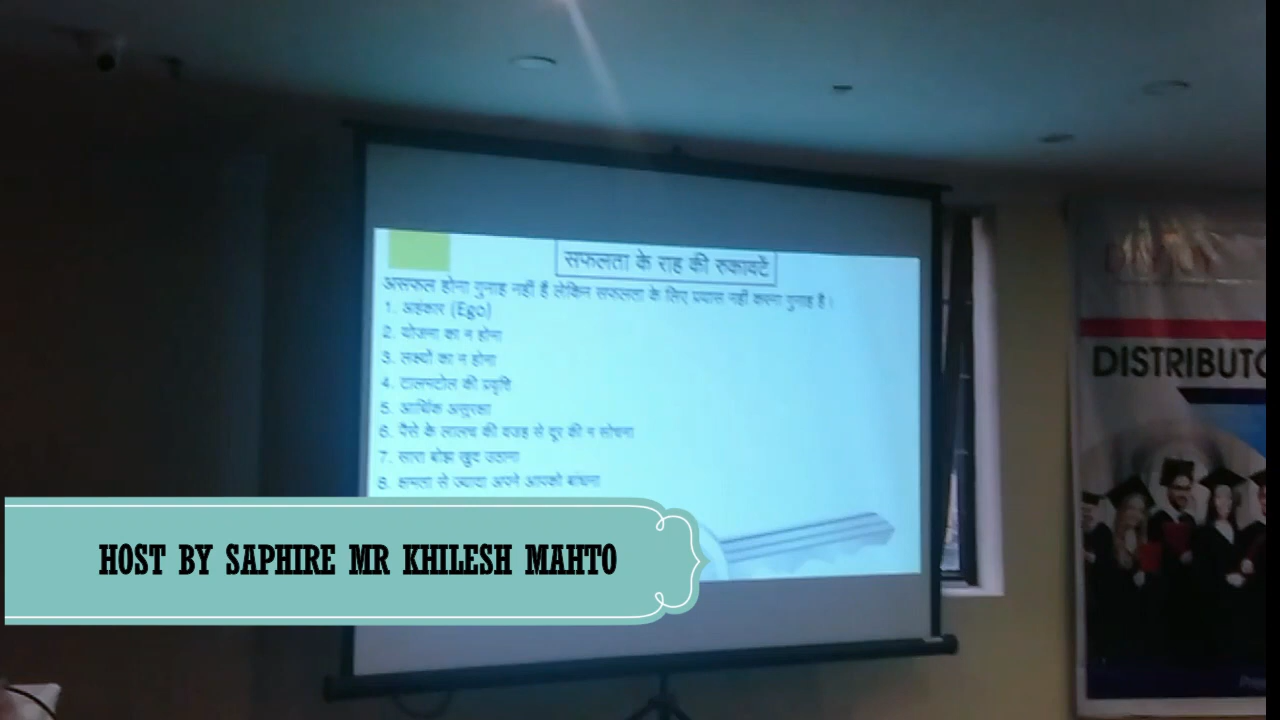 सफलता के राह की रुकावटें
असफल होना गुनाह नहीं है लेकिन सफलता के लिए प्रयास नहीं करना गुनाह है।
1. अहंकार (Ego)
2. योजना का न होना
3. लक्ष्यों का न होना
4. टालमटोल की प्रवृत्ति
5. आर्थिक असुरक्षा
6. पैसे के लालच की वजह से दूर की न सोचना
7. सारा बोझ खुद उठाना
8. क्षमता से ज्यादा अपने आपको बांधना
HOST BY SAPHIRE MR KHILESH MAHTO
DISTRIBUTO